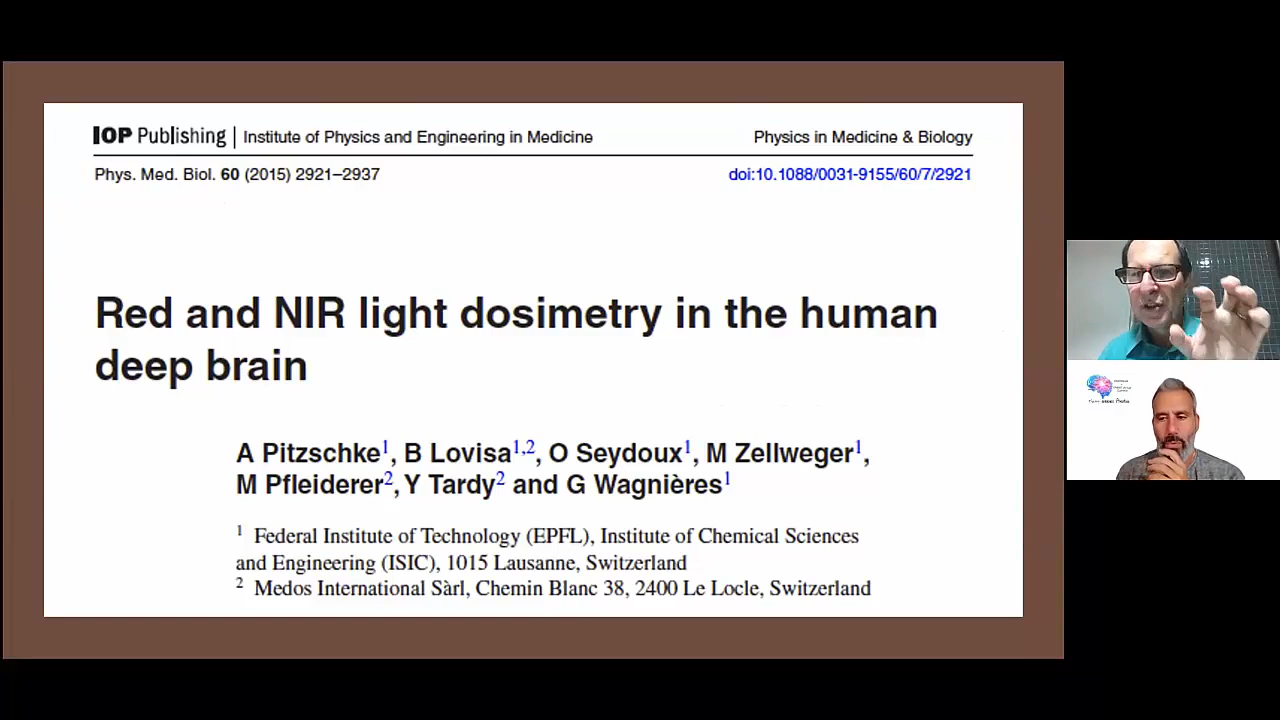 IOP Publishing | Institute of Physics and Engineering in Medicine Physics in Medicine & Biology
Phys. Med. Biol. 60 (2015) 2921–2937 doi:10.1088/0031-9155/60/7/2921
Red and NIR light dosimetry in the human
deep brain
A Pitzschke1, B Lovisa1,2, O Seydoux1, M Zellweger1,
M Pfleiderer2, Y Tardy2 and G Wagnières1
1 Federal Institute of Technology (EPFL), Institute of Chemical Sciences
and Engineering (ISIC), 1015 Lausanne, Switzerland
2 Medos International Sàrl, Chemin Blanc 38, 2400 Le Locle, Switzerland